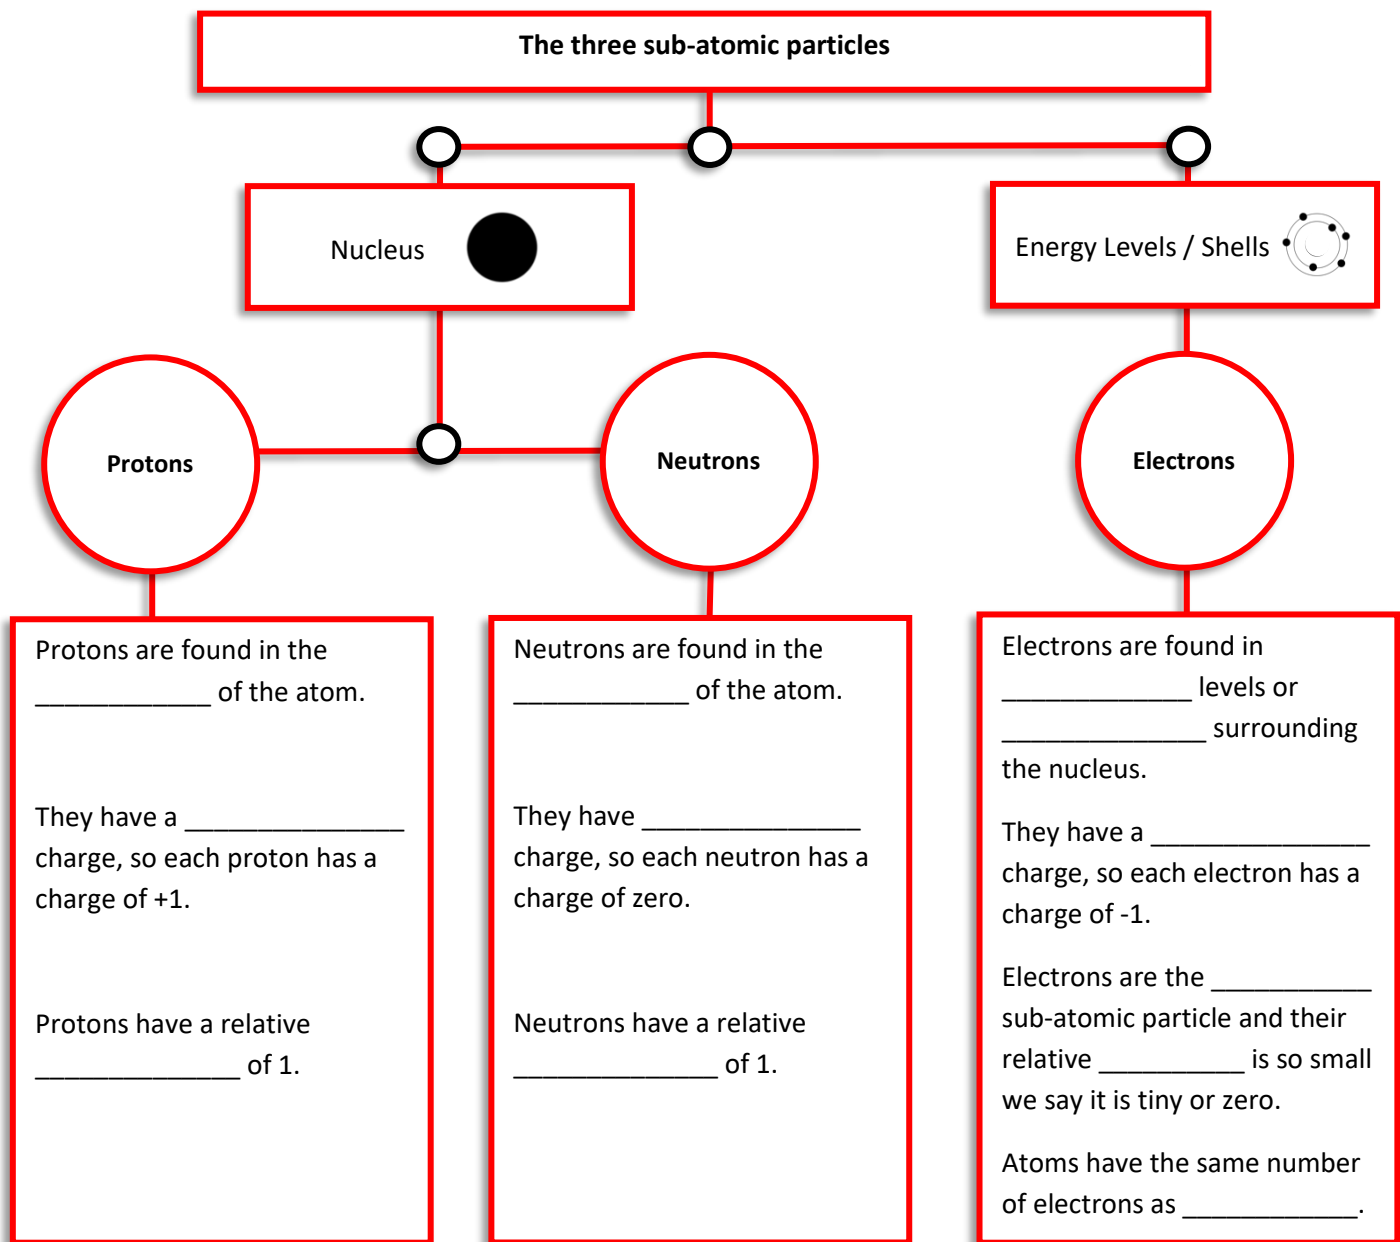 The three sub-atomic particles
Nucleus
Energy Levels / Shells
Protons
Neutrons
Electrons
Protons are found in the
____________ of the atom.
They have a _______________
charge, so each proton has a
charge of +1.
Protons have a relative
______________ of 1.
Neutrons are found in the
____________ of the atom.
They have _______________
charge, so each neutron has a
charge of zero.
Neutrons have a relative
______________ of 1.
Electrons are found in
_____________ levels or
______________ surrounding
the nucleus.
They have a _______________
charge, so each electron has a
charge of -1.
Electrons are the ___________
sub-atomic particle and their
relative __________ is so small
we say it is tiny or zero.
Atoms have the same number
of electrons as ____________.